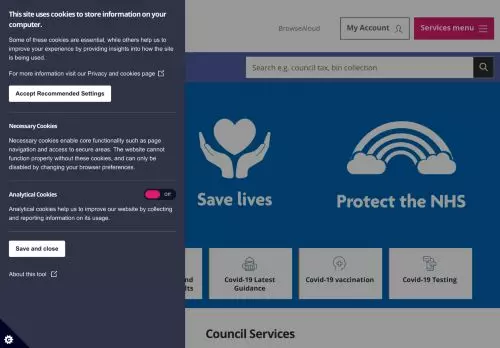 This site uses cookies to store information on your
computer.
Some of these cookies are essential, while others help us to
improve your experience by providing insights into how the site
is being used.
For more information visit our Privacy and cookies page
Accept Recommended Settings
Necessary Cookies
Necessary cookies enable core functionality such as page
navigation and access to secure areas. The website cannot
function properly without these cookies, and can only be
disabled by changing your browser preferences.
Analytical Cookies
Off
Analytical cookies help us to improve our website by collecting
and reporting information on its usage.
Save and close
About this tool
BrowseAloud
My Account
Services menu
Search e.g. council tax, bin collection
Save lives
Protect the NHS
Covid-19 Latest
Guidance
Covid-19 vaccination
Covid-19 Testing
Council Services